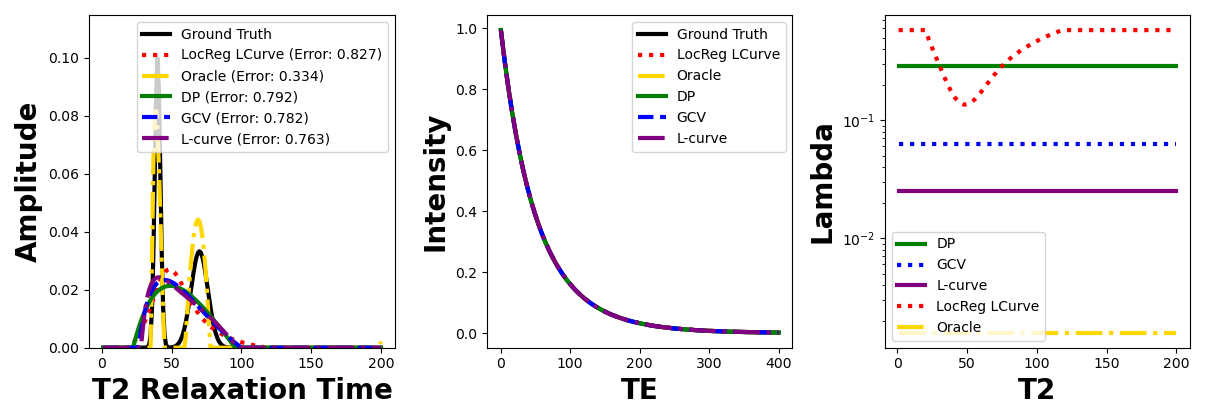 Amplitude
0.10
0.08
0.06
0.04
0.02
0.00
Ground Truth
LocReg LCurve (Error: 0.827)
Oracle (Error: 0.334)
DP (Error: 0.792)
GCV (Error: 0.782)
L-curve (Error: 0.763)
0 50 100 150 200
T2 Relaxation Time
Intensity
1.0
0.8
0.6
0.4
0.2
0.0
Ground Truth
LocReg LCurve
Oracle
DP
GCV
L-curve
0 100 200 300 400
TE
Lambda
10⁻¹
10⁻²
DP
GCV
L-curve
LocReg LCurve
Oracle
0 50 100 150 200
T2